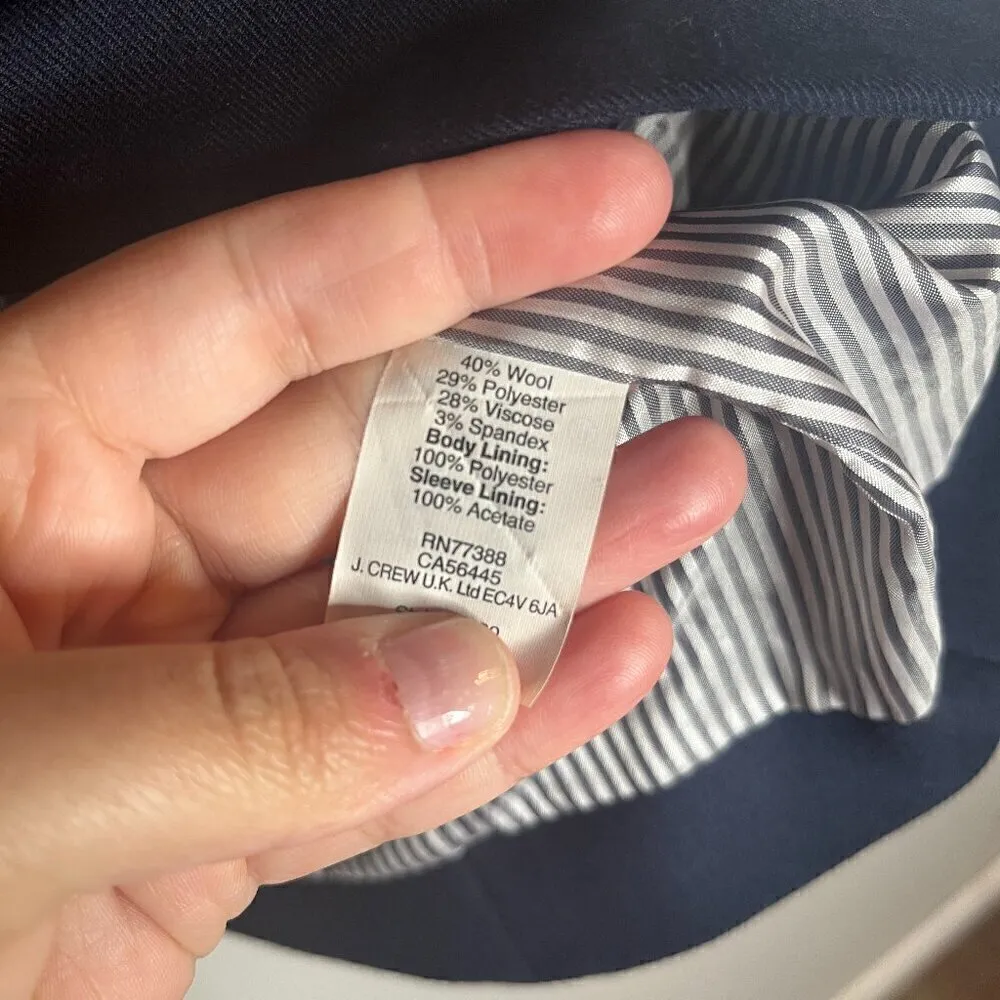 40% Wool
29% Polyester
28% Viscose
3% Spandex
Body Lining:
100% Polyester
Sleeve Lining:
100% Acetate
RN77388
CA56445
J. CREW U.K. Ltd EC4V 6JA